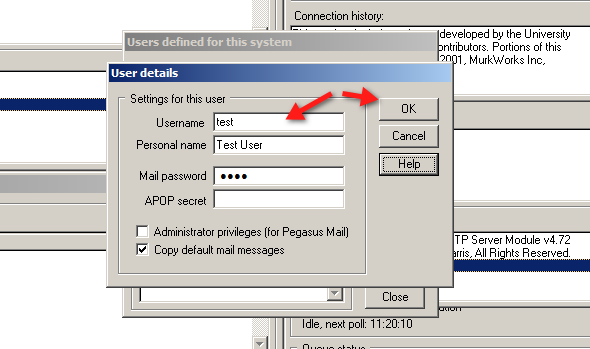 Connection history:
developed by the University
ntributors. Portions of this
2001, MurkWorks Inc,
Users defined for this system
User details
Settings for this user
Username test
OK
Personal name Test User
Cancel
Mail password ●●●●
Help
APOP secret
Administrator privileges (for Pegasus Mail)
Copy default mail messages
TP Server Module v4.72
arris, All Rights Reserved.
Close
Idle, next poll: 11:20:10
Queue status